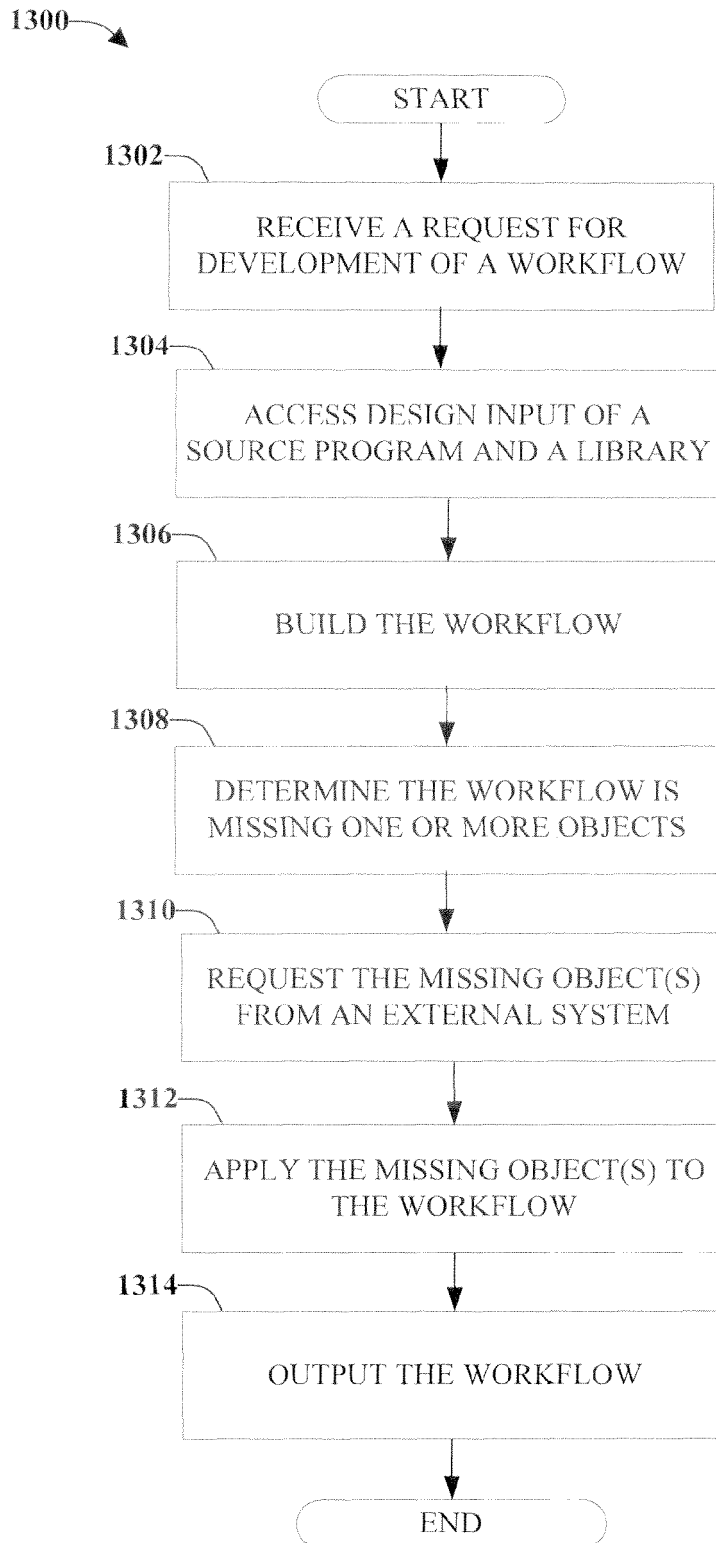 1300
START
1302
RECEIVE A REQUEST FOR
DEVELOPMENT OF A WORKFLOW
1304
ACCESS DESIGN INPUT OF A
SOURCE PROGRAM AND A LIBRARY
1306
BUILD THE WORKFLOW
1308
DETERMINE THE WORKFLOW IS
MISSING ONE OR MORE OBJECTS
1310
REQUEST THE MISSING OBJECT(S)
FROM AN EXTERNAL SYSTEM
1312
APPLY THE MISSING OBJECT(S) TO
THE WORKFLOW
1314
OUTPUT THE WORKFLOW
END